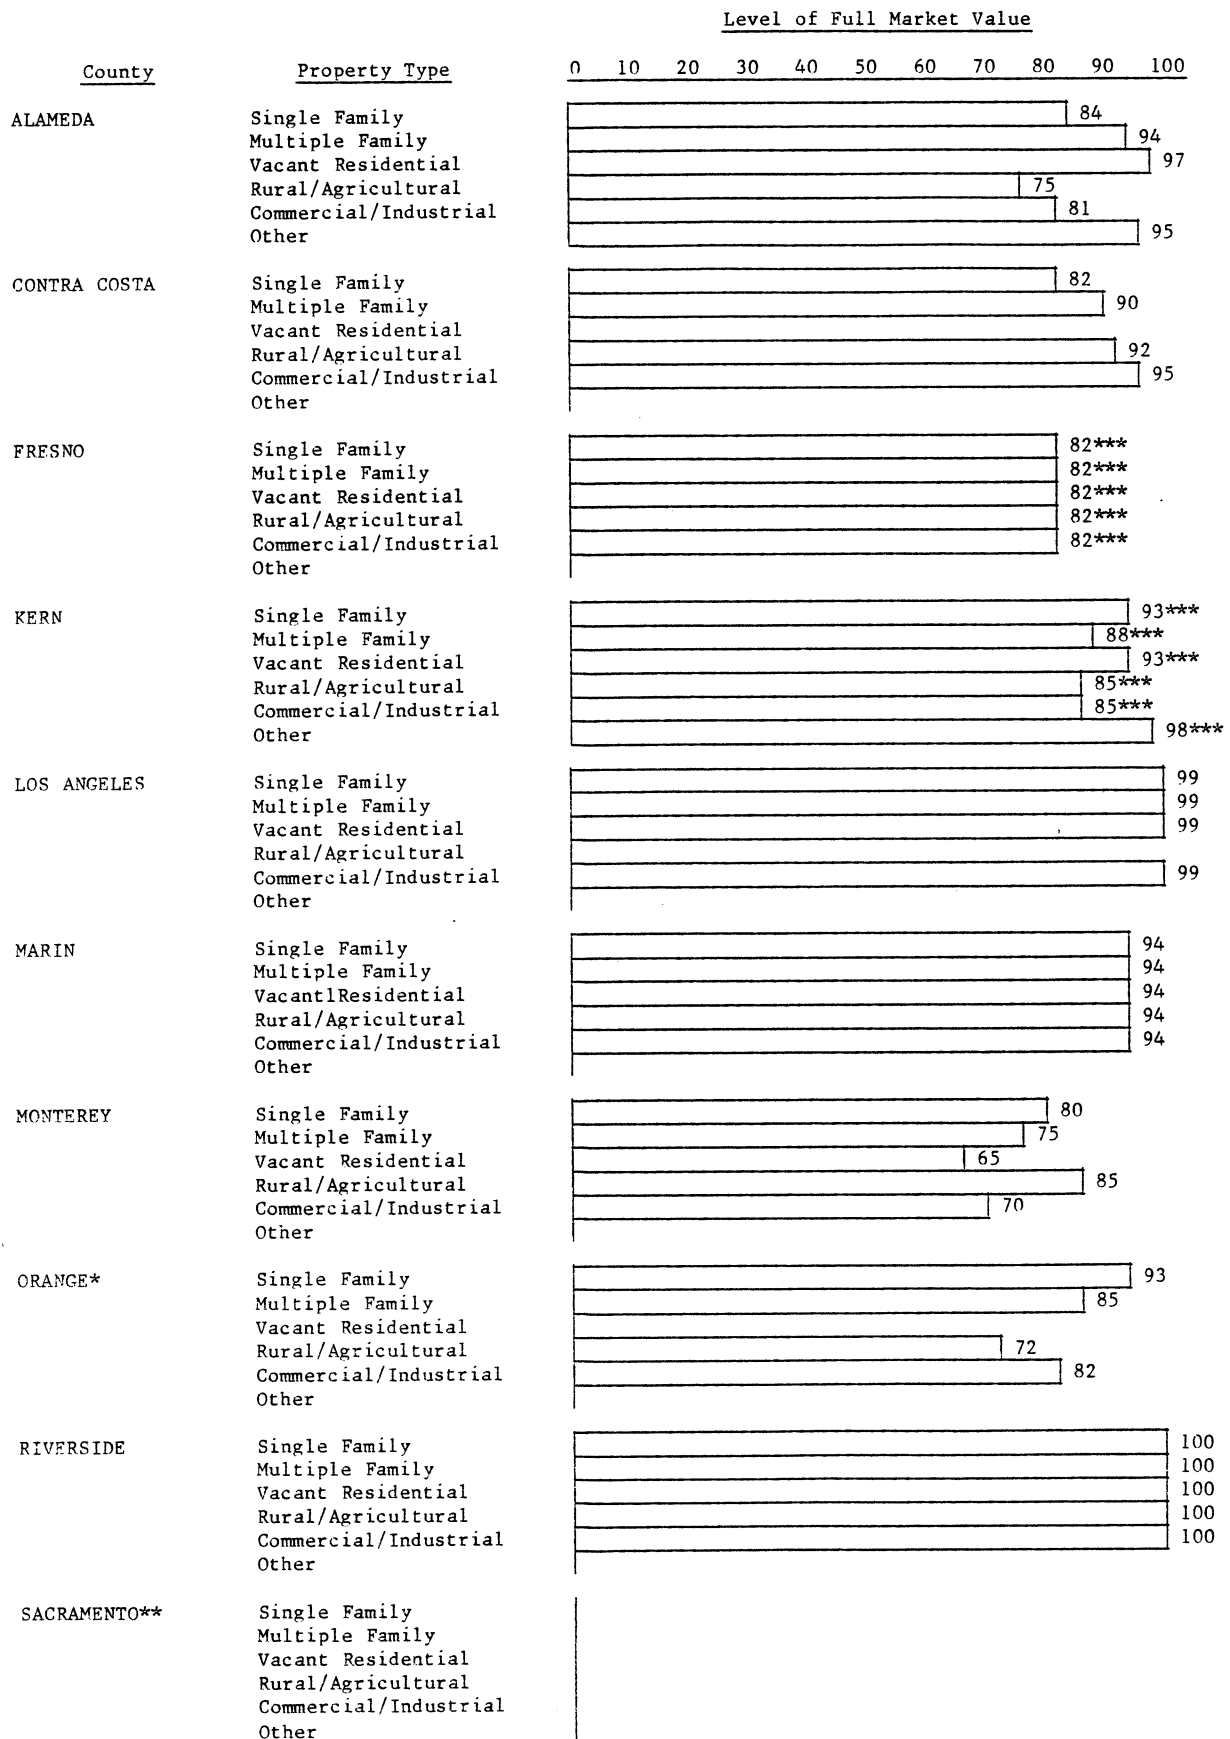 Level of Full Market Value
County Property Type 0 10 20 30 40 50 60 70 80 90 100
ALAMEDA Single Family 84
Multiple Family 94
Vacant Residential 97
Rural/Agricultural 75
Commercial/Industrial 81
Other 95
CONTRA COSTA Single Family 82
Multiple Family 90
Vacant Residential
Rural/Agricultural 92
Commercial/Industrial 95
Other
FRESNO Single Family 82***
Multiple Family 82***
Vacant Residential 82***
Rural/Agricultural 82***
Commercial/Industrial 82***
Other
KERN Single Family 93***
Multiple Family 88***
Vacant Residential 93***
Rural/Agricultural 85***
Commercial/Industrial 85***
Other 98***
LOS ANGELES Single Family 99
Multiple Family 99
Vacant Residential 99
Rural/Agricultural
Commercial/Industrial 99
Other
MARIN Single Family 94
Multiple Family 94
Vacant1Residential 94
Rural/Agricultural 94
Commercial/Industrial 94
Other
MONTEREY Single Family 80
Multiple Family 75
Vacant Residential 65
Rural/Agricultural 85
Commercial/Industrial 70
Other
ORANGE* Single Family 93
Multiple Family 85
Vacant Residential
Rural/Agricultural 72
Commercial/Industrial 82
Other
RIVERSIDE Single Family 100
Multiple Family 100
Vacant Residential 100
Rural/Agricultural 100
Commercial/Industrial 100
Other
SACRAMENTO** Single Family
Multiple Family
Vacant Residential
Rural/Agricultural
Commercial/Industrial
Other